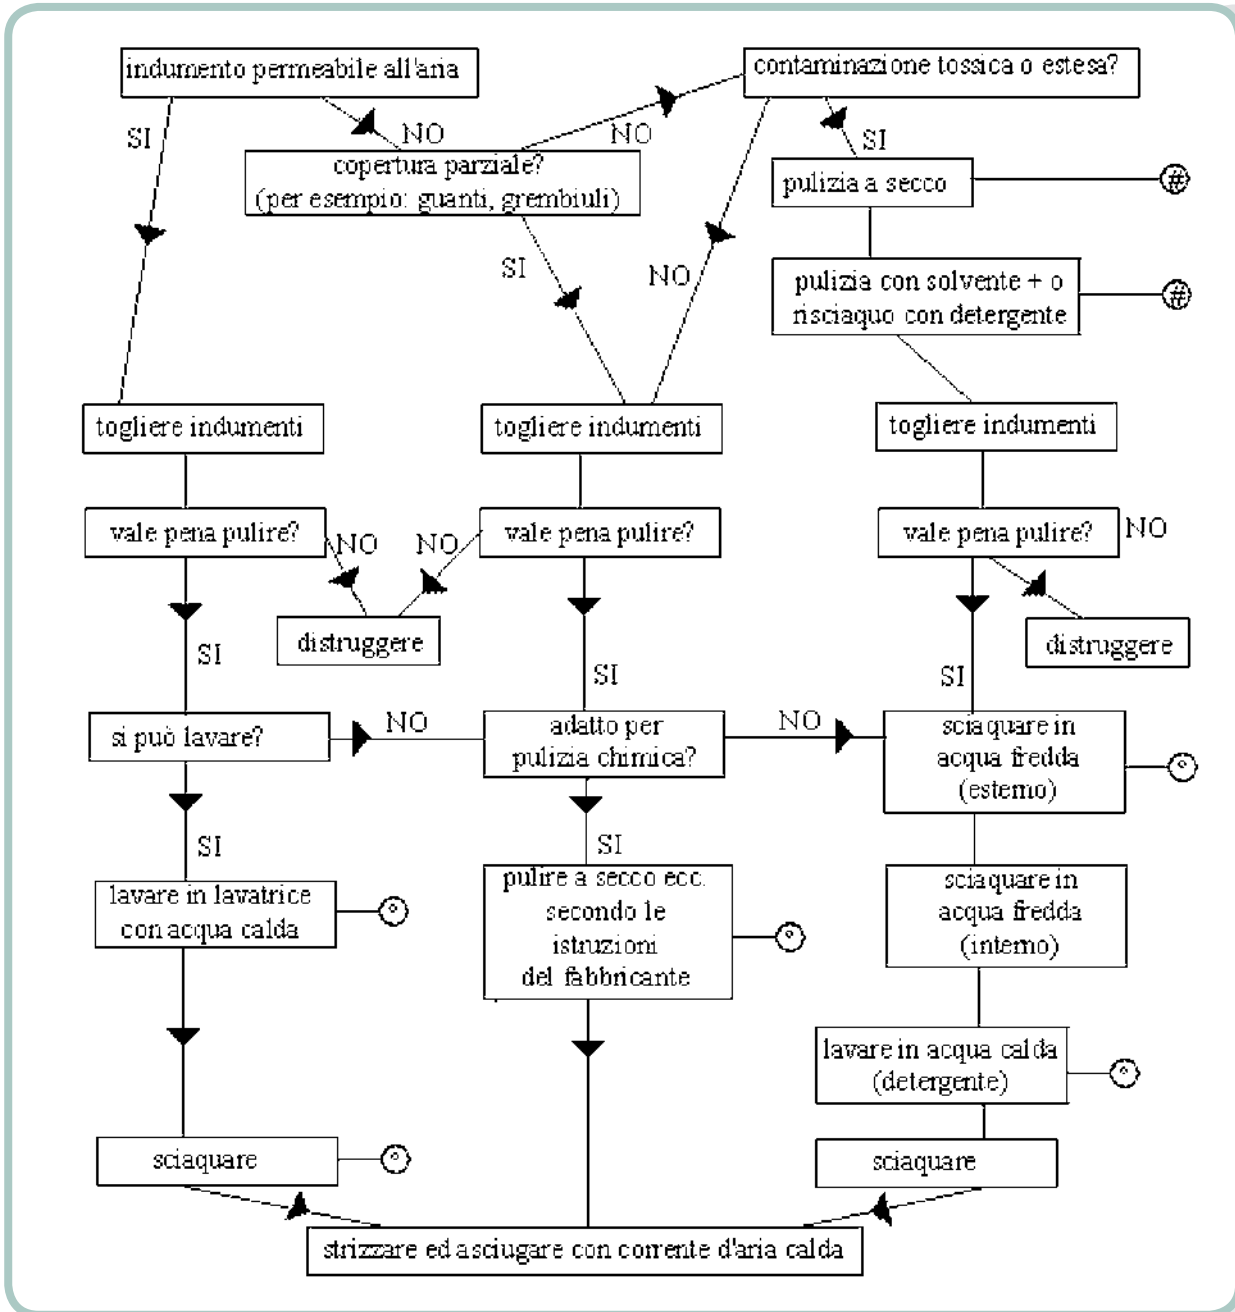 indumento permeabile all'aria
contaminazione tossica o estesa?
SI
NO
NO
SI
copertura parziale?
(per esempio: guanti, grembiuli)
pulizia a secco
#
SI
NO
pulizia con solvente + o
risciaquo con detergente
#
togliere indumenti
togliere indumenti
togliere indumenti
vale pena pulire?
NO
NO
vale pena pulire?
vale pena pulire?
NO
distruggere
distruggere
SI
SI
SI
si può lavare?
NO
adatto per
pulizia chimica?
NO
sciaquare in
acqua fredda
(esterno)
°
SI
SI
lavare in lavatrice
con acqua calda
°
pulire a secco ecc.
secondo le
istruzioni
del fabbricante
°
sciaquare in
acqua fredda
(interno)
lavare in acqua calda
(detergente)
°
sciaquare
°
sciaquare
strizzare ed asciugare con corrente d'aria calda